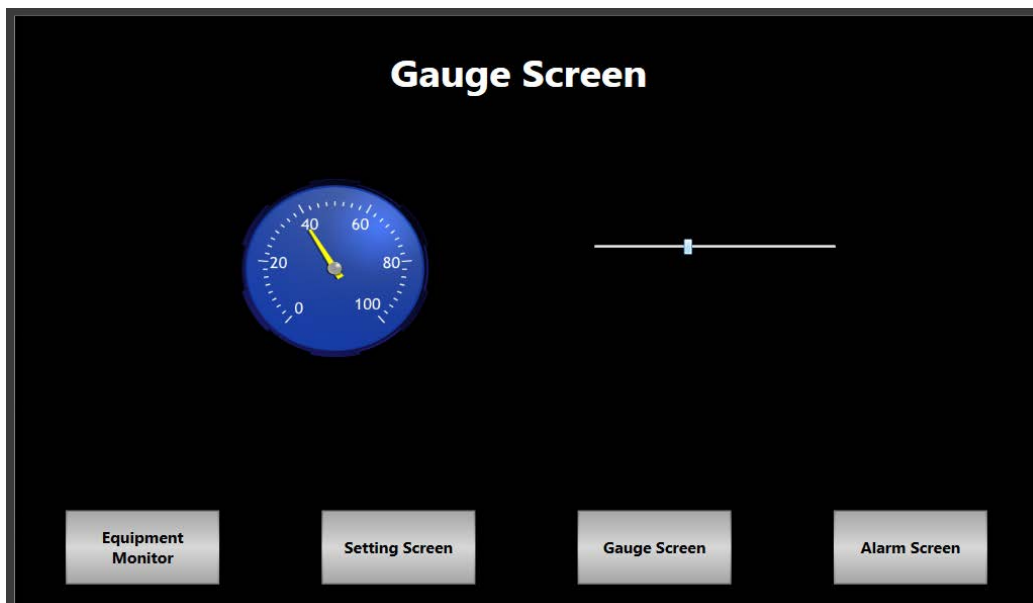 Gauge Screen
40 60
20 80
0 100
Equipment
Monitor
Setting Screen
Gauge Screen
Alarm Screen